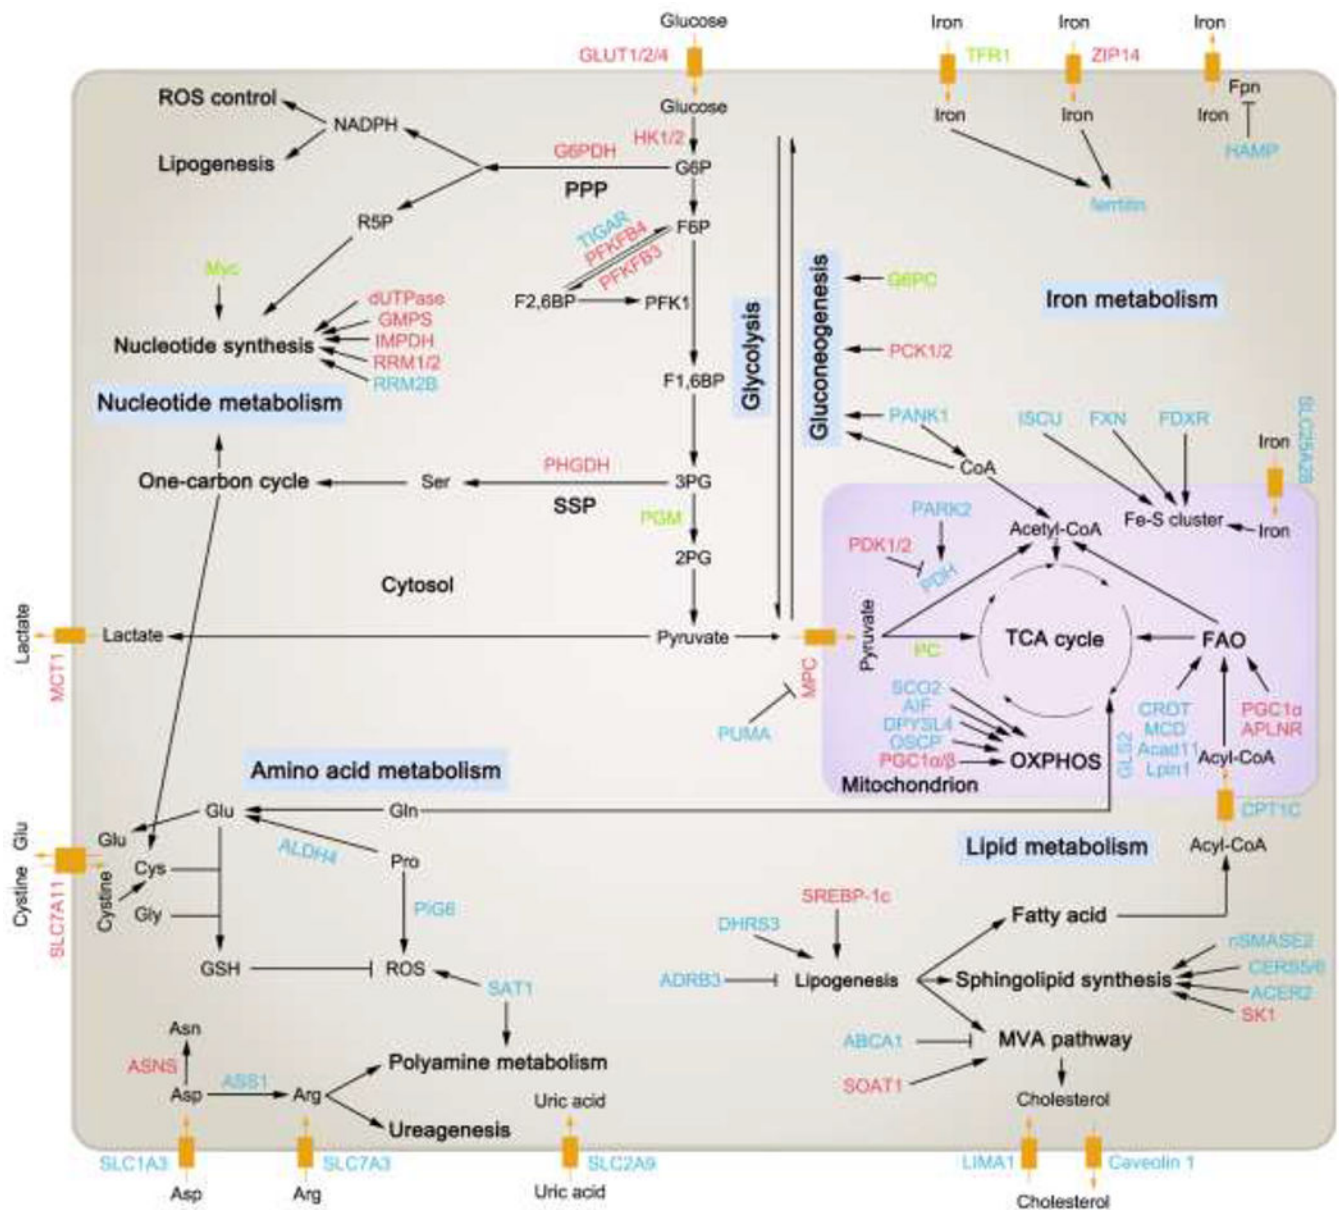 Glucose
Iron
Iron
Iron
GLUT1/2/4
TFR1
ZIP14
Fpn
Glucose
Iron
Iron
Iron
HAMP
ferritin
ROS control
NADPH
Lipogenesis
HK1/2
G6PDH
G6P
PPP
R5P
TIGAR
PFKFB4
PFKFB3
F6P
F2,6BP
PFK1
Myc
dUTPase
GMPS
IMPDH
RRM1/2
RRM2B
Nucleotide synthesis
Nucleotide metabolism
F1,6BP
Glycolysis
Gluconeogenesis
G6PC
PCK1/2
PANK1
CoA
Iron metabolism
ISCU
FXN
FDXR
SLC25A28
Iron
Iron
Fe-S cluster
One-carbon cycle
Ser
PHGDH
SSP
3PG
PGM
2PG
Cytosol
Lactate
MCT1
Lactate
Pyruvate
PUMA
MPC
Pyruvate
PARK2
PDK1/2
PDH
Acetyl-CoA
PC
TCA cycle
FAO
SCO2
AIF
DPYSL4
OSCP
PGC1α/β
OXPHOS
Mitochondrion
GLS2
CROT
MCD
Acad11
Lpin1
PGC1α
APLNR
Acyl-CoA
CPT1C
Acyl-CoA
Amino acid metabolism
Glu
Gln
Glu
Glu
Cystine
SLC7A11
Cystine
Cys
Gly
ALDH4
Pro
PIG6
GSH
ROS
SAT1
Asn
ASNS
Asp
ASS1
Arg
Polyamine metabolism
Ureagenesis
Uric acid
SLC1A3
SLC7A3
SLC2A9
Asp
Arg
Uric acid
Lipid metabolism
SREBP-1c
DHRS3
ADRB3
Lipogenesis
Fatty acid
Sphingolipid synthesis
nSMASE2
CERS5/6
ACER2
SK1
ABCA1
SOAT1
MVA pathway
Cholesterol
LIMA1
Caveolin 1
Cholesterol